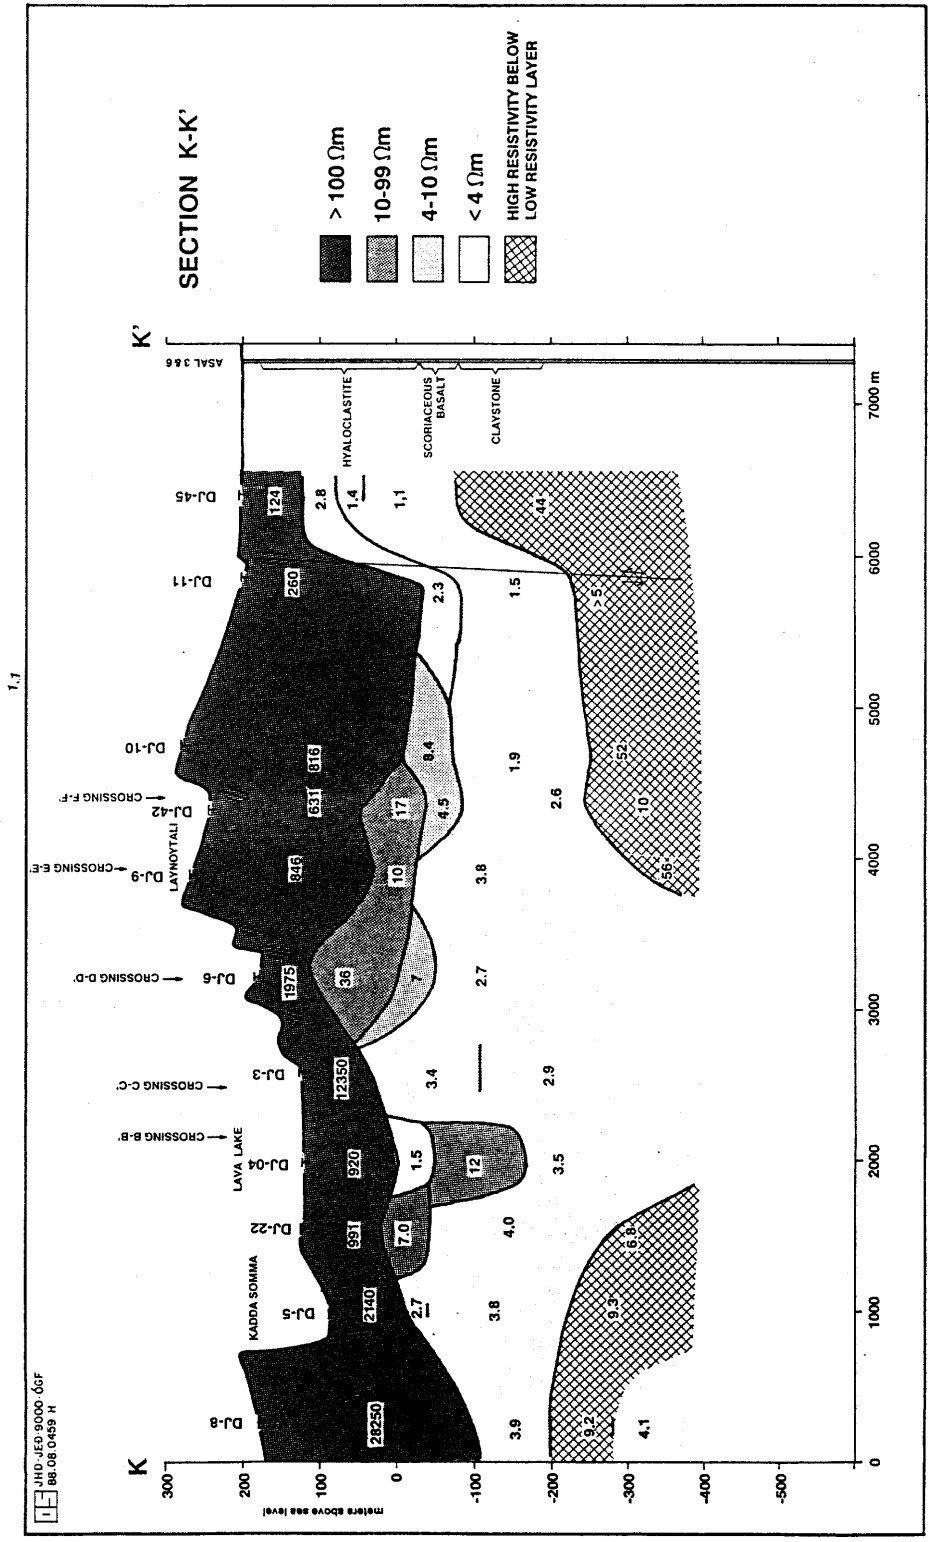 JHD·JEÐ·9000·ÓGF
88.08.0459 H
1.1
SECTION K-K'
> 100 Ωm
10-99 Ωm
4-10 Ωm
< 4 Ωm
HIGH RESISTIVITY BELOW
LOW RESISTIVITY LAYER
K
K'
CROSSING B-B'
CROSSING C-C'
CROSSING D-D'
CROSSING E-E'
CROSSING F-F'
KADDA SOMMA
LAVA LAKE
LAYNOYTALI
DJ-8
DJ-5
DJ-22
DJ-04
DJ-3
DJ-6
DJ-9
DJ-42
DJ-10
DJ-11
DJ-45
ASAL 3 & 6
HYALOCLASTITE
SCORIACEOUS
BASALT
CLAYSTONE
meters above sea level
300
200
100
0
-100
-200
-300
-400
-500
28250
2140
991
920
12350
1975
846
631
816
260
124
36
10
17
7.0
2.7
1.5
12
3.4
7
4.5
8.4
2.3
2.8
1.4
1,1
3.9
3.8
4.0
3.5
2.9
2.7
3.8
2.6
1.9
1.5
9.2
9.3
6.8
4.1
56
10
52
>5
44
0
1000
2000
3000
4000
5000
6000
7000 m